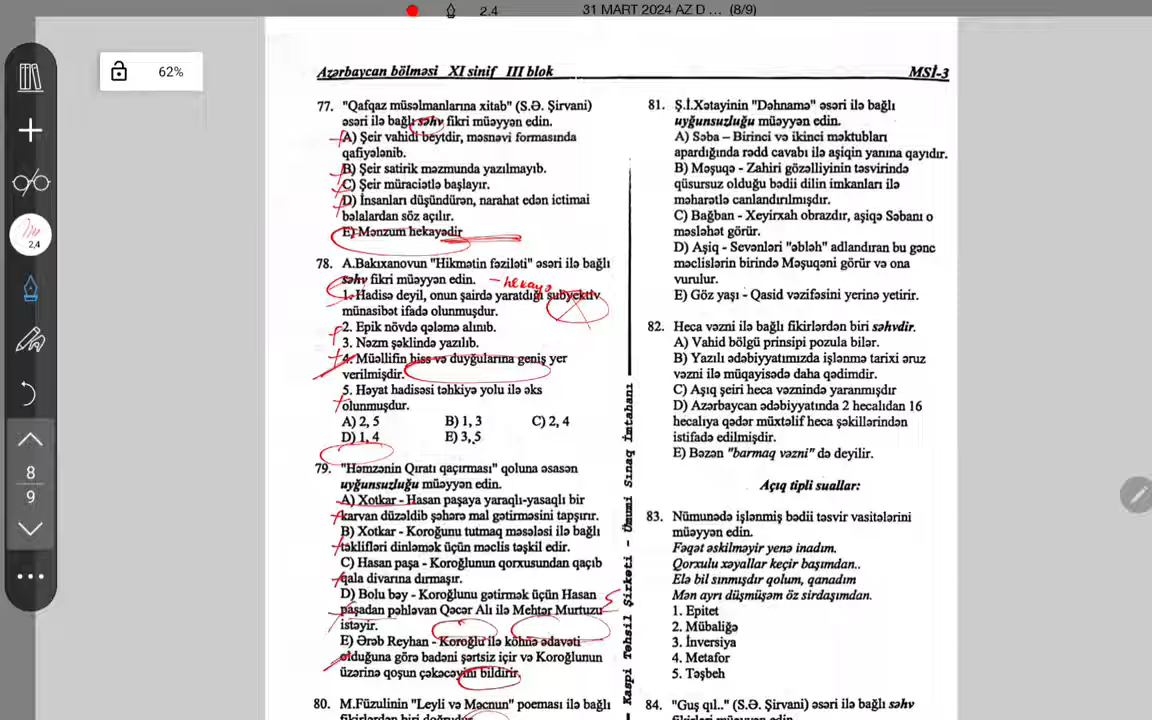 2.4
31 MART 2024 AZ D ... (8/9)
62%
2,4
8
9
Azərbaycan bölməsi XI sinif III blok
MSİ-3
77. "Qafqaz müsəlmanlarına xitab" (S.Ə. Şirvani)
əsəri ilə bağlı səhv fikri müəyyən edin.
A) Şeir vahidi beytdir, məsnəvi formasında
qafiyələnib.
B) Şeir satirik məzmunda yazılmayıb.
C) Şeir müraciətlə başlayır.
D) İnsanları düşündürən, narahat edən ictimai
bəlalardan söz açılır.
E) Mənzum hekayədir
78. A.Bakıxanovun "Hikmətin fəziləti" əsəri ilə bağlı
səhv fikri müəyyən edin.
hekayə
1. Hadisə deyil, onun şairdə yaratdığı subyektiv
münasibət ifadə olunmuşdur.
2. Epik növdə qələmə alınıb.
3. Nəzm şəklində yazılıb.
4. Müəllifin hiss və duyğularına geniş yer
verilmişdir.
5. Həyat hadisəsi təhkiyə yolu ilə əks
olunmuşdur.
A) 2, 5 B) 1, 3 C) 2, 4
D) 1, 4 E) 3, 5
79. "Həmzənin Qıratı qaçırması" qoluna əsasən
uyğunsuzluğu müəyyən edin.
A) Xotkar - Hasan paşaya yaraqlı-yasaqlı bir
karvan düzəldib şəhərə mal gətirməsini tapşırır.
B) Xotkar - Koroğunu tutmaq məsələsi ilə bağlı
təklifləri dinləmək üçün məclis təşkil edir.
C) Hasan paşa - Koroğlunun qorxusundan qaçıb
qala divarına dırmaşır.
D) Bolu bəy - Koroğlunu gətirmək üçün Hasan
paşadan pəhləvan Qəcər Alı ilə Mehtər Murtuzu
istəyir.
E) Ərəb Reyhan - Koroğlu ilə köhnə ədavəti
olduğuna görə badəni şərtsiz içir və Koroğlunun
üzərinə qoşun çəkəcəyini bildirir.
80. M.Füzulinin "Leyli və Məcnun" poeması ilə bağlı
fikirlərdən biri doğrudur
Kaspi Təhsil Şirkəti - Ümumi Sınaq İmtahanı
81. Ş.İ.Xətayinin "Dəhnamə" əsəri ilə bağlı
uyğunsuzluğu müəyyən edin.
A) Səba – Birinci və ikinci məktubları
apardığında rədd cavabı ilə aşiqin yanına qayıdır.
B) Məşuqə - Zahiri gözəlliyinin təsvirində
qüsursuz olduğu bədii dilin imkanları ilə
məharətlə canlandırılmışdır.
C) Bağban - Xeyirxah obrazdır, aşiqə Səbanı o
məsləhət görür.
D) Aşiq - Sevənləri "əbləh" adlandıran bu gənc
məclislərin birində Məşuqəni görür və ona
vurulur.
E) Göz yaşı - Qasid vəzifəsini yerinə yetirir.
82. Heca vəzni ilə bağlı fikirlərdən biri səhvdir.
A) Vahid bölgü prinsipi pozula bilər.
B) Yazılı ədəbiyyatımızda işlənmə tarixi əruz
vəzni ilə müqayisədə daha qədimdir.
C) Aşıq şeiri heca vəznində yaranmışdır
D) Azərbaycan ədəbiyyatında 2 hecalıdan 16
hecalıya qədər müxtəlif heca şəkillərindən
istifadə edilmişdir.
E) Bəzən "barmaq vəzni" də deyilir.
Açıq tipli suallar:
83. Nümunədə işlənmiş bədii təsvir vasitələrini
müəyyən edin.
Fəqət əskilməyir yenə inadım.
Qorxulu xəyallar keçir başımdan..
Elə bil sınmışdır qolum, qanadım
Mən ayrı düşmüşəm öz sirdaşımdan.
1. Epitet
2. Mübaliğə
3. İnversiya
4. Metafor
5. Təşbeh
84. "Guş qıl.." (S.Ə. Şirvani) əsəri ilə bağlı səhv
fikirləri müəyyən edin